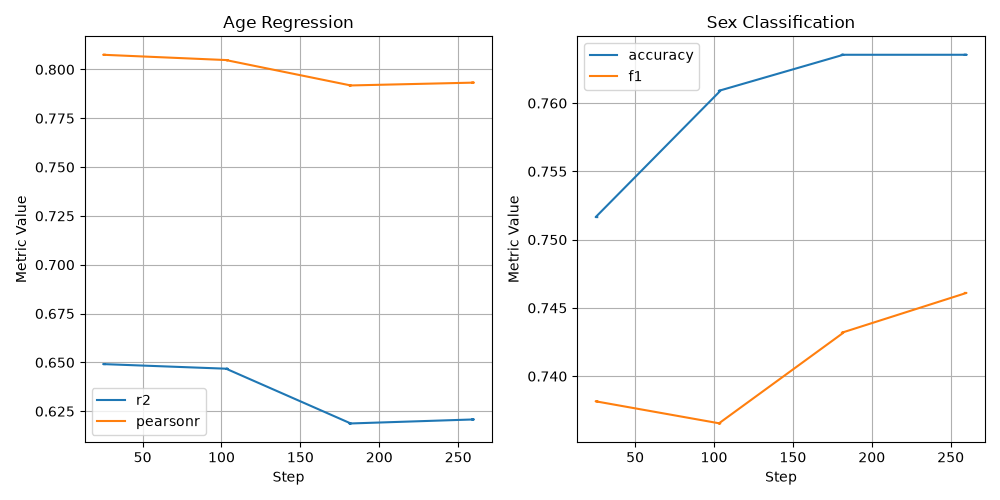 Age Regression
Metric Value
0.800
0.775
0.750
0.725
0.700
0.675
0.650
0.625
r2
pearsonr
50
100
150
200
250
Step
Sex Classification
Metric Value
0.760
0.755
0.750
0.745
0.740
accuracy
f1
50
100
150
200
250
Step